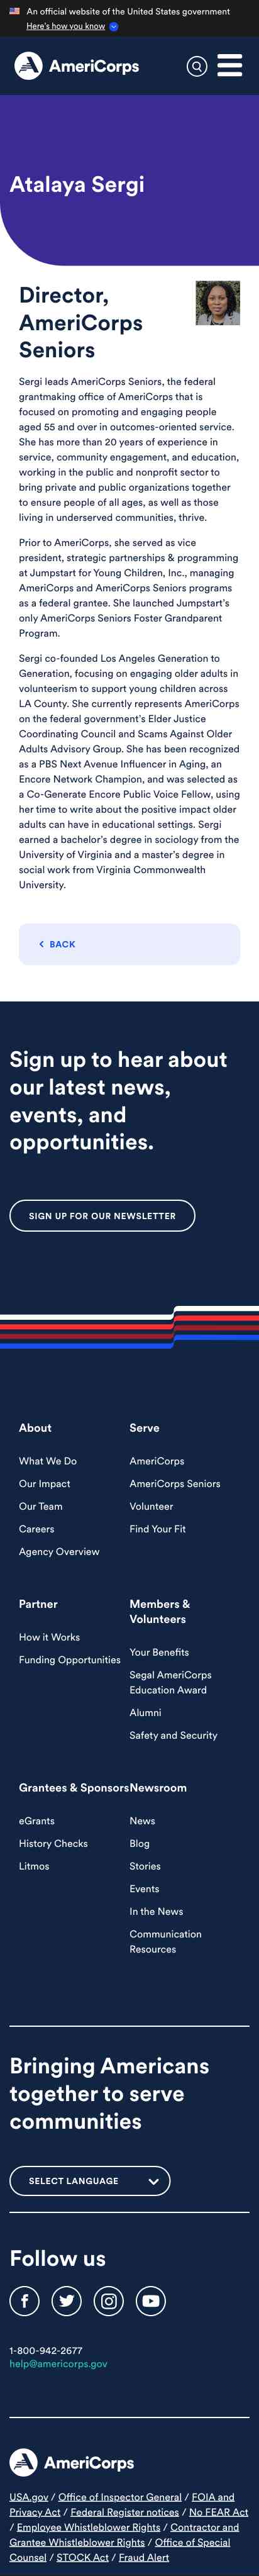 An official website of the United States government
Here's how you know
AmeriCorps
Atalaya Sergi
Director,
AmeriCorps
Seniors
Sergi leads AmeriCorps Seniors, the federal
grantmaking office of AmeriCorps that is
focused on promoting and engaging people
aged 55 and over in outcomes-oriented service.
She has more than 20 years of experience in
service, community engagement, and education,
working in the public and nonprofit sector to
bring private and public organizations together
to ensure people of all ages, as well as those
living in underserved communities, thrive.
Prior to AmeriCorps, she served as vice
president, strategic partnerships & programming
at Jumpstart for Young Children, Inc., managing
AmeriCorps and AmeriCorps Seniors programs
as a federal grantee. She launched Jumpstart's
only AmeriCorps Seniors Foster Grandparent
Program.
Sergi co-founded Los Angeles Generation to
Generation, focusing on engaging older adults in
volunteerism to support young children across
LA County. She currently represents AmeriCorps
on the federal government's Elder Justice
Coordinating Council and Scams Against Older
Adults Advisory Group. She has been recognized
as a PBS Next Avenue Influencer in Aging, an
Encore Network Champion, and was selected as
a Co-Generate Encore Public Voice Fellow, using
her time to write about the positive impact older
adults can have in educational settings. Sergi
earned a bachelor's degree in sociology from the
University of Virginia and a master's degree in
social work from Virginia Commonwealth
University.
BACK
Sign up to hear about
our latest news,
events, and
opportunities.
SIGN UP FOR OUR NEWSLETTER
About
What We Do
Our Impact
Our Team
Careers
Agency Overview
Serve
AmeriCorps
AmeriCorps Seniors
Volunteer
Find Your Fit
Partner
How it Works
Funding Opportunities
Members &
Volunteers
Your Benefits
Segal AmeriCorps
Education Award
Alumni
Safety and Security
Grantees & Sponsors
eGrants
History Checks
Litmos
Newsroom
News
Blog
Stories
Events
In the News
Communication
Resources
Bringing Americans
together to serve
communities
SELECT LANGUAGE
Follow us
1-800-942-2677
help@americorps.gov
AmeriCorps
USA.gov / Office of Inspector General / FOIA and
Privacy Act / Federal Register notices / No FEAR Act
/ Employee Whistleblower Rights / Contractor and
Grantee Whistleblower Rights / Office of Special
Counsel / STOCK Act / Fraud Alert